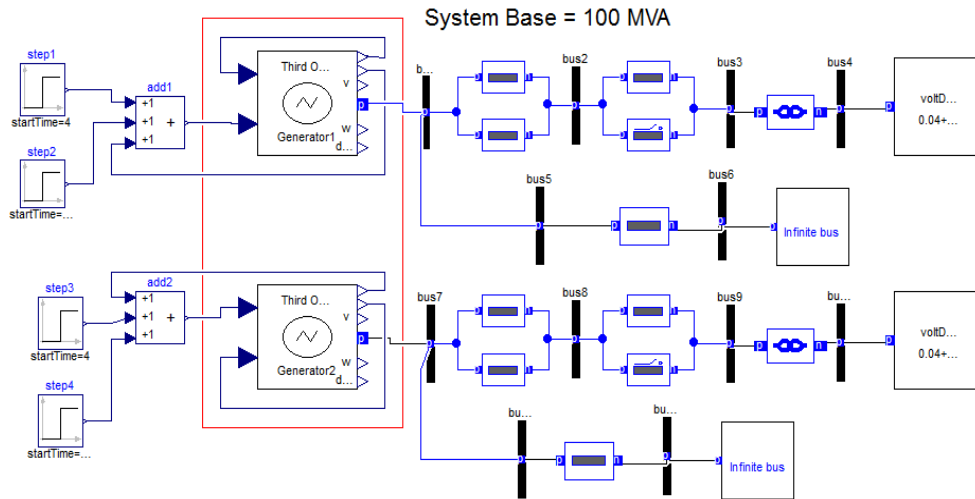 System Base = 100 MVA
step1
startTime=4
step2
startTime=...
add1
+1
+1
+1
+
Third O...
Generator1
v
p
w
d...
b...
p
p
n
p
n
bus2
p
p
n
p
n
bus3
p
p
n
bus4
p
p
voltD...
0.04+...
bus5
p
p
n
bus6
p
p
Infinite bus
step3
startTime=4
step4
startTime=...
add2
+1
+1
+1
+
Third O...
Generator2
v
p
w
d...
bus7
p
p
n
p
n
bus8
p
p
n
p
n
bus9
p
p
n
bu...
p
p
voltD...
0.04+...
bu...
p
p
n
bu...
p
p
Infinite bus